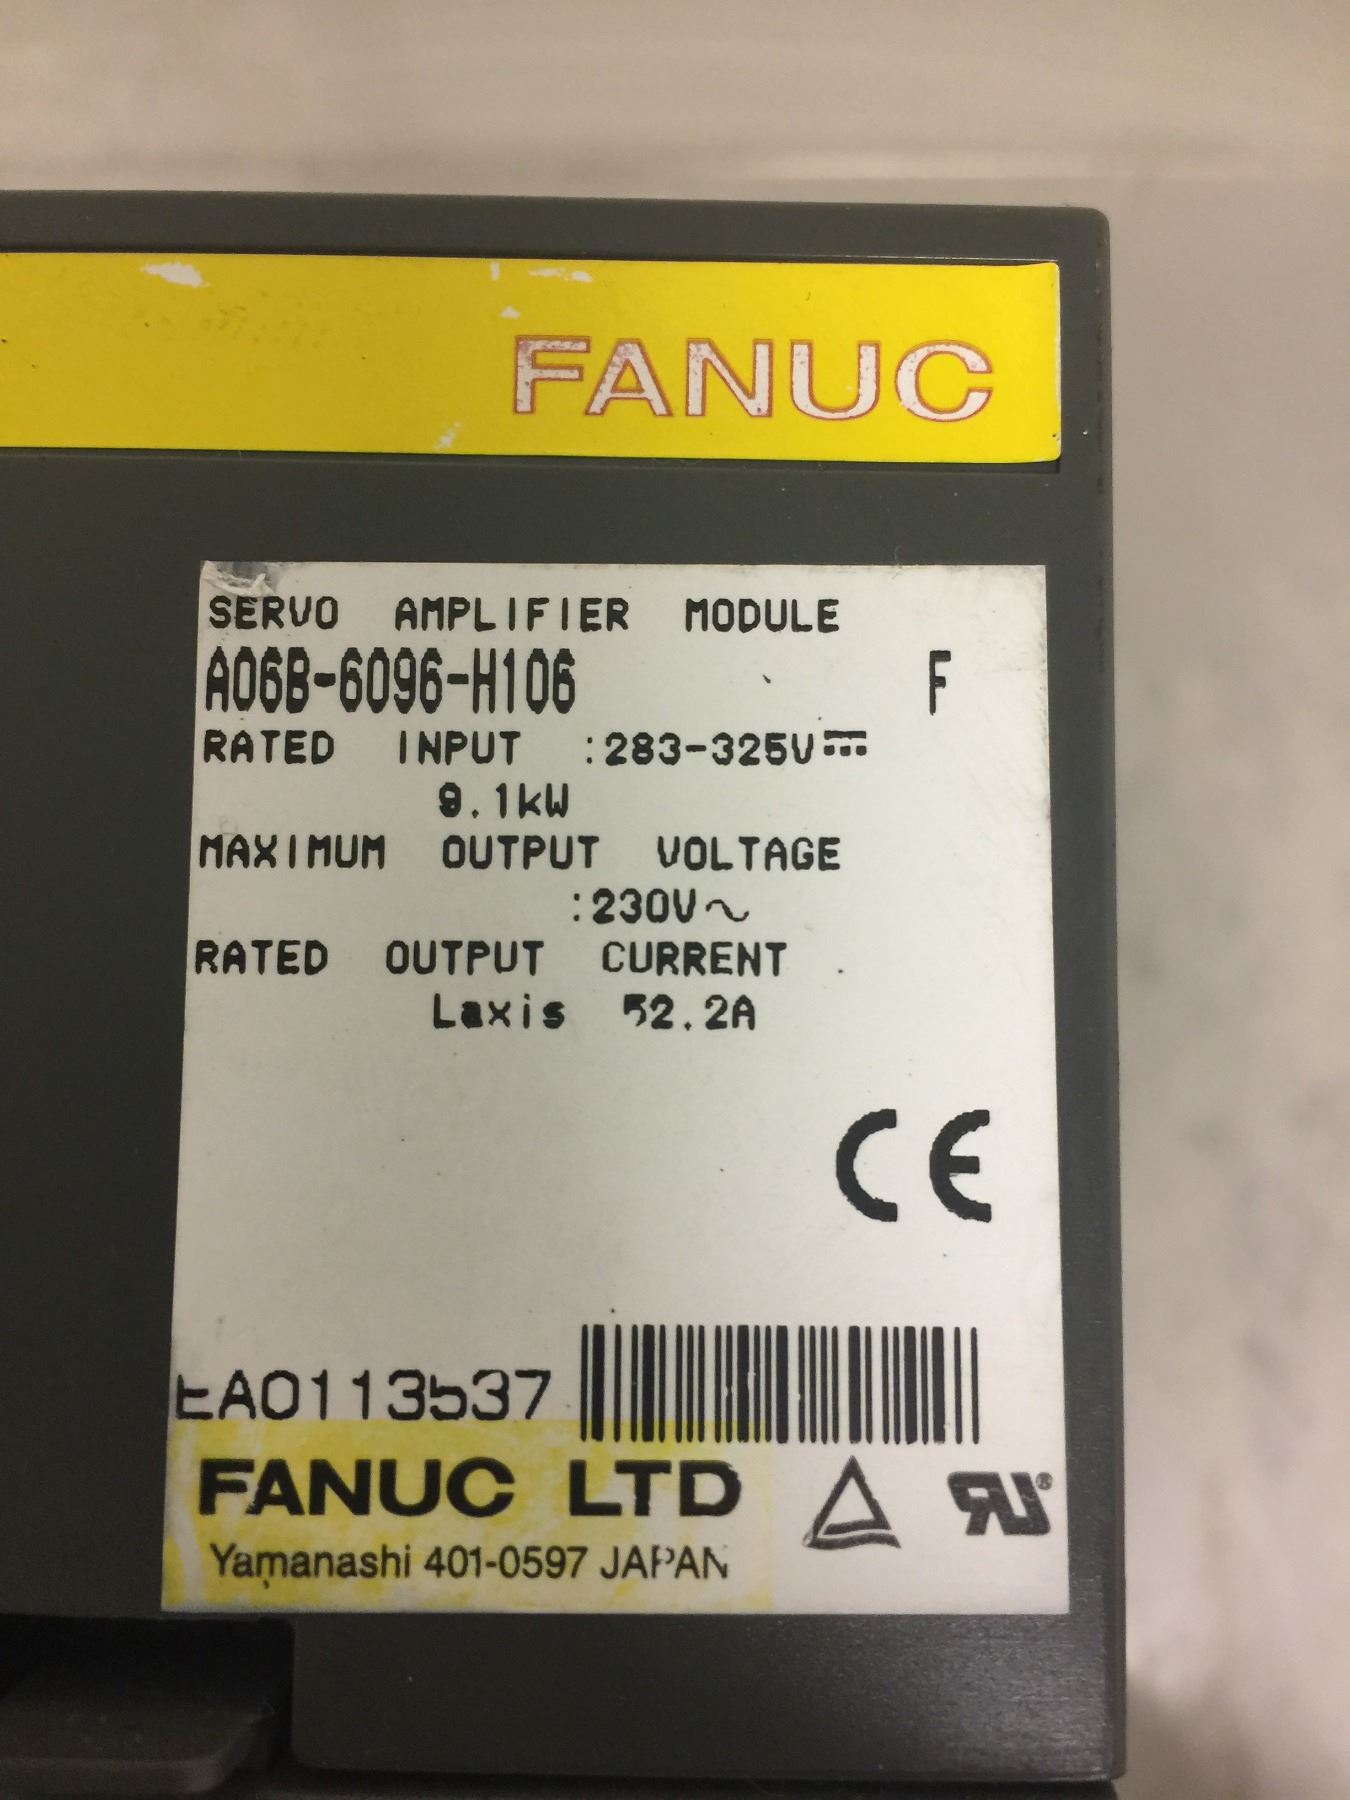 FANUC
SERVO AMPLIFIER MODULE
A06B-6096-H106 F
RATED INPUT :283-325V⎓
9.1kW
MAXIMUM OUTPUT VOLTAGE
:230V~
RATED OUTPUT CURRENT
Laxis 52.2A
CE
EA0113537
FANUC LTD
Yamanashi 401-0597 JAPAN